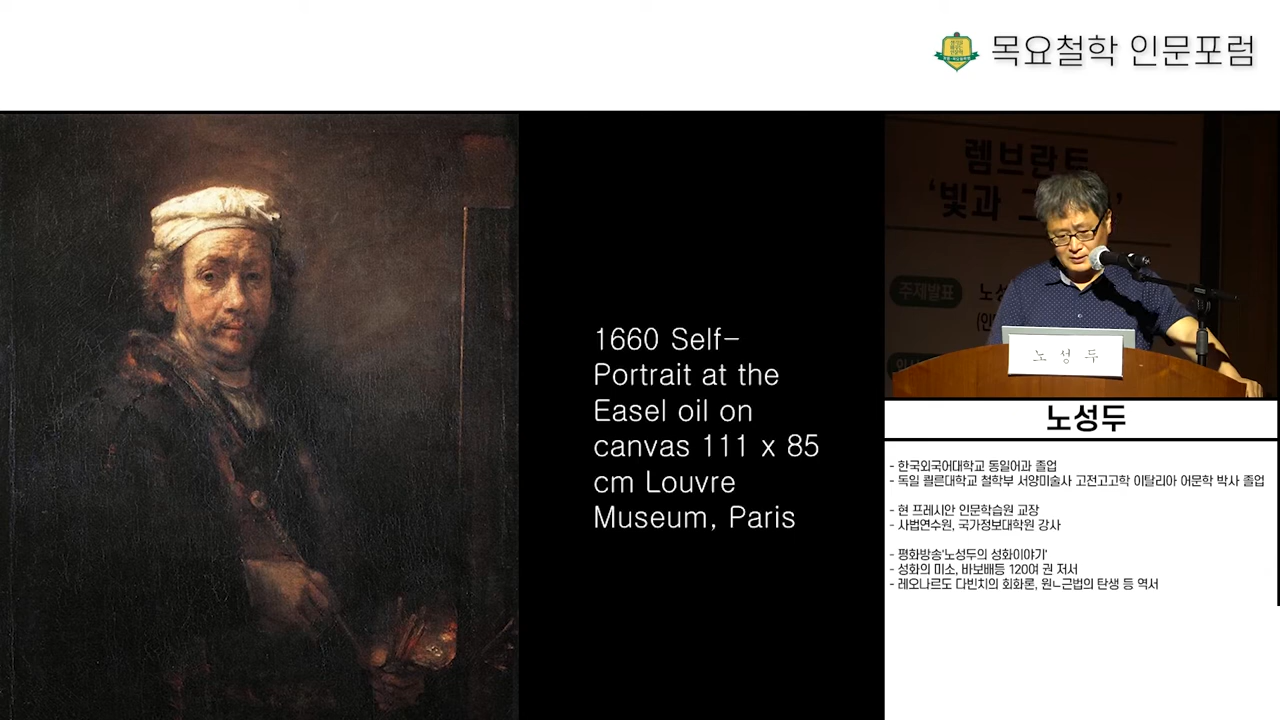 목요철학 인문포럼
1660 Self-
Portrait at the
Easel oil on
canvas 111 x 85
cm Louvre
Museum, Paris
렘브란트
‘빛과
주제발표
노성두
노성두
- 한국외국어대학교 동일어과 졸업
- 독일 쾰른대학교 철학부 서양미술사 고전고고학 이탈리아 어문학 박사 졸업
- 현 프레시안 인문학습원 교장
- 사법연수원, 국가정보대학원 강사
- 평화방송'노성두의 성화이야기'
- 성화의 미소, 바보배등 120여 권 저서
- 레오나르도 다빈치의 회화론, 원ㄴ근법의 탄생 등 역서